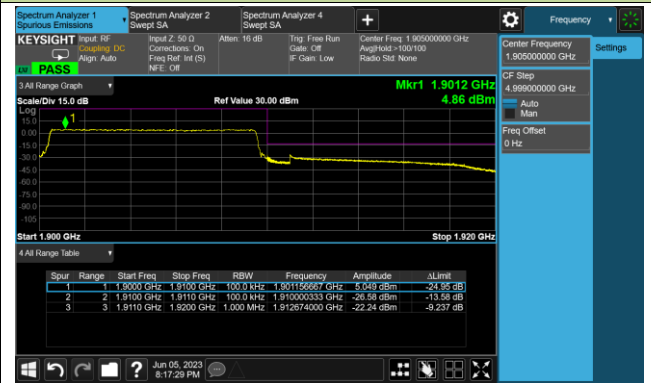 Spectrum Analyzer 1
Spurious Emissions
Spectrum Analyzer 2
Swept SA
Spectrum Analyzer 4
Swept SA
Frequency
KEYSIGHT
Input: RF
Coupling: DC
Align: Auto
Input Z: 50 Ω
Corrections: On
Freq Ref: Int (S)
NFE: Off
Atten: 16 dB
Trig: Free Run
Gate: Off
IF Gain: Low
Center Freq: 1.905000000 GHz
Avg|Hold:>100/100
Radio Std: None
PASS
Center Frequency
1.905000000 GHz
Settings
CF Step
4.999000000 GHz
Auto
Man
Freq Offset
0 Hz
3 All Range Graph
Mkr1 1.9012 GHz
4.86 dBm
Scale/Div 15.0 dB
Ref Value 30.00 dBm
Log
15.0
1
0.00
-15.0
-30.0
-45.0
-60.0
-75.0
-90.0
-105
Start 1.900 GHz
Stop 1.920 GHz
4 All Range Table
Spur Range Start Freq Stop Freq RBW Frequency Amplitude ΔLimit
1 1 1.9000 GHz 1.9100 GHz 100.0 kHz 1.901156667 GHz 5.049 dBm -24.95 dB
2 2 1.9100 GHz 1.9110 GHz 100.0 kHz 1.910000333 GHz -26.58 dBm -13.58 dB
3 3 1.9110 GHz 1.9200 GHz 1.000 MHz 1.912674000 GHz -22.24 dBm -9.237 dB
Jun 05, 2023
8:17:29 PM